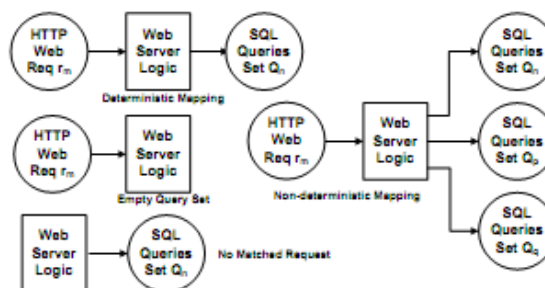 HTTP
Web
Req rm
Web
Server
Logic
SQL
Queries
Set Qn
Deterministic Mapping
HTTP
Web
Req rm
Web
Server
Logic
Empty Query Set
Web
Server
Logic
SQL
Queries
Set Qn
No Matched Request
HTTP
Web
Req rm
Web
Server
Logic
Non-deterministic Mapping
SQL
Queries
Set Qn
SQL
Queries
Set Qp
SQL
Queries
Set Qq